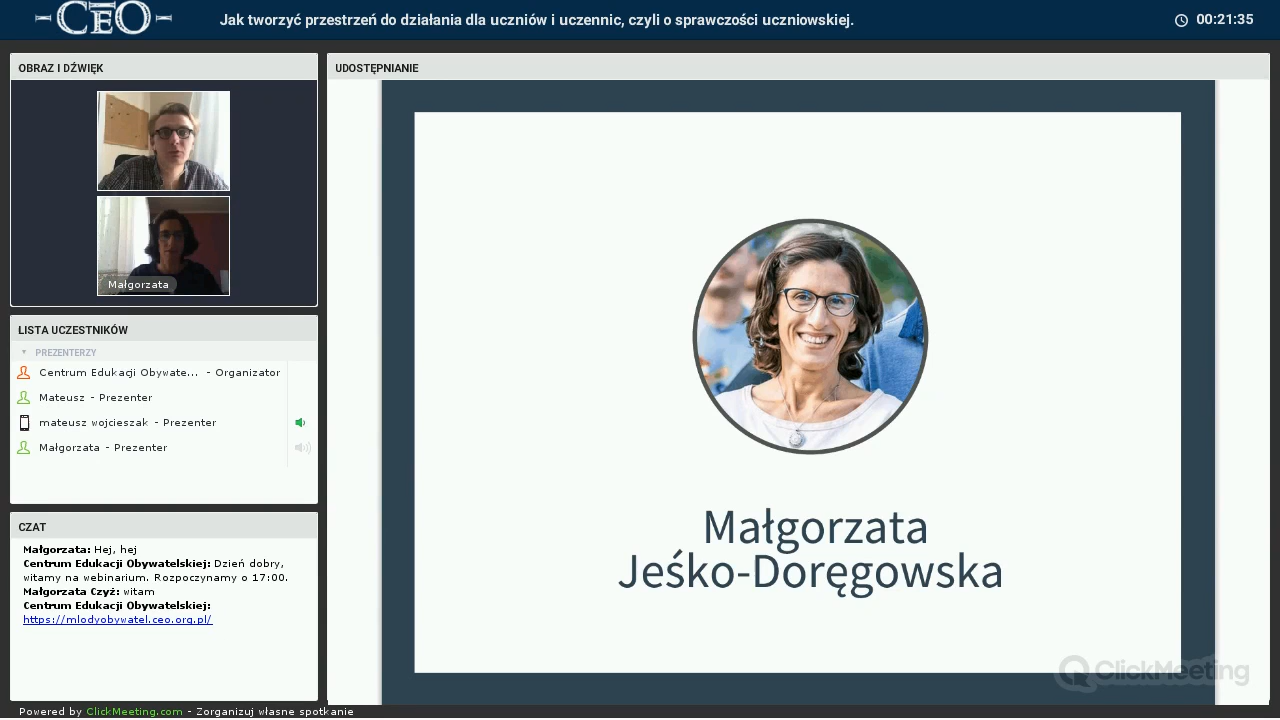 CEO
Jak tworzyć przestrzeń do działania dla uczniów i uczennic, czyli o sprawczości uczniowskiej.
00:21:35
OBRAZ I DŹWIĘK
Małgorzata
LISTA UCZESTNIKÓW
PREZENTERZY
Centrum Edukacji Obywate... - Organizator
Mateusz - Prezenter
mateusz wojcieszak - Prezenter
Małgorzata - Prezenter
CZAT
Małgorzata: Hej, hej
Centrum Edukacji Obywatelskiej: Dzień dobry,
witamy na webinarium. Rozpoczynamy o 17:00.
Małgorzata Czyż: witam
Centrum Edukacji Obywatelskiej:
https://mlodyobywatel.ceo.org.pl/
UDOSTĘPNIANIE
Małgorzata
Jeśko-Doręgowska
ClickMeeting
Powered by ClickMeeting.com - Zorganizuj własne spotkanie